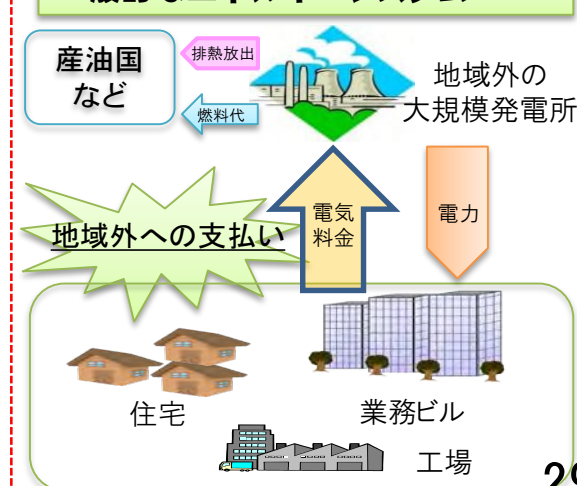 産油国
など
排熱放出
燃料代
地域外の
大規模発電所
地域外への支払い
電気
料金
電力
住宅
業務ビル
工場
29